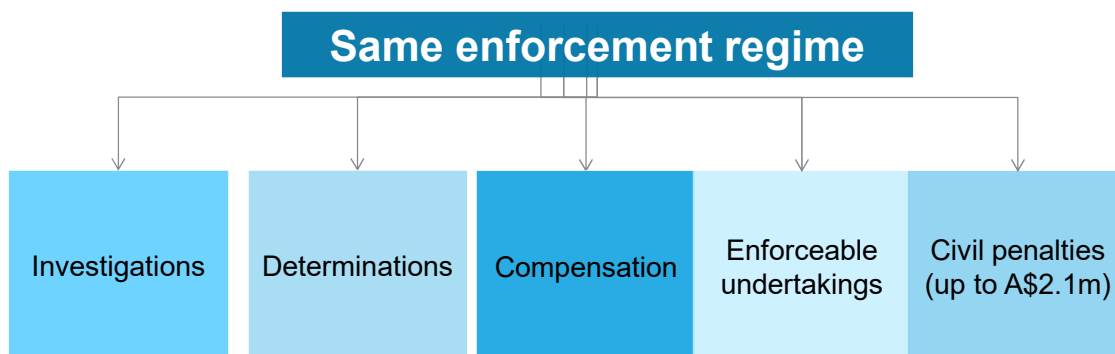 Same enforcement regime
Investigations
Determinations
Compensation
Enforceable
undertakings
Civil penalties
(up to A$2.1m)